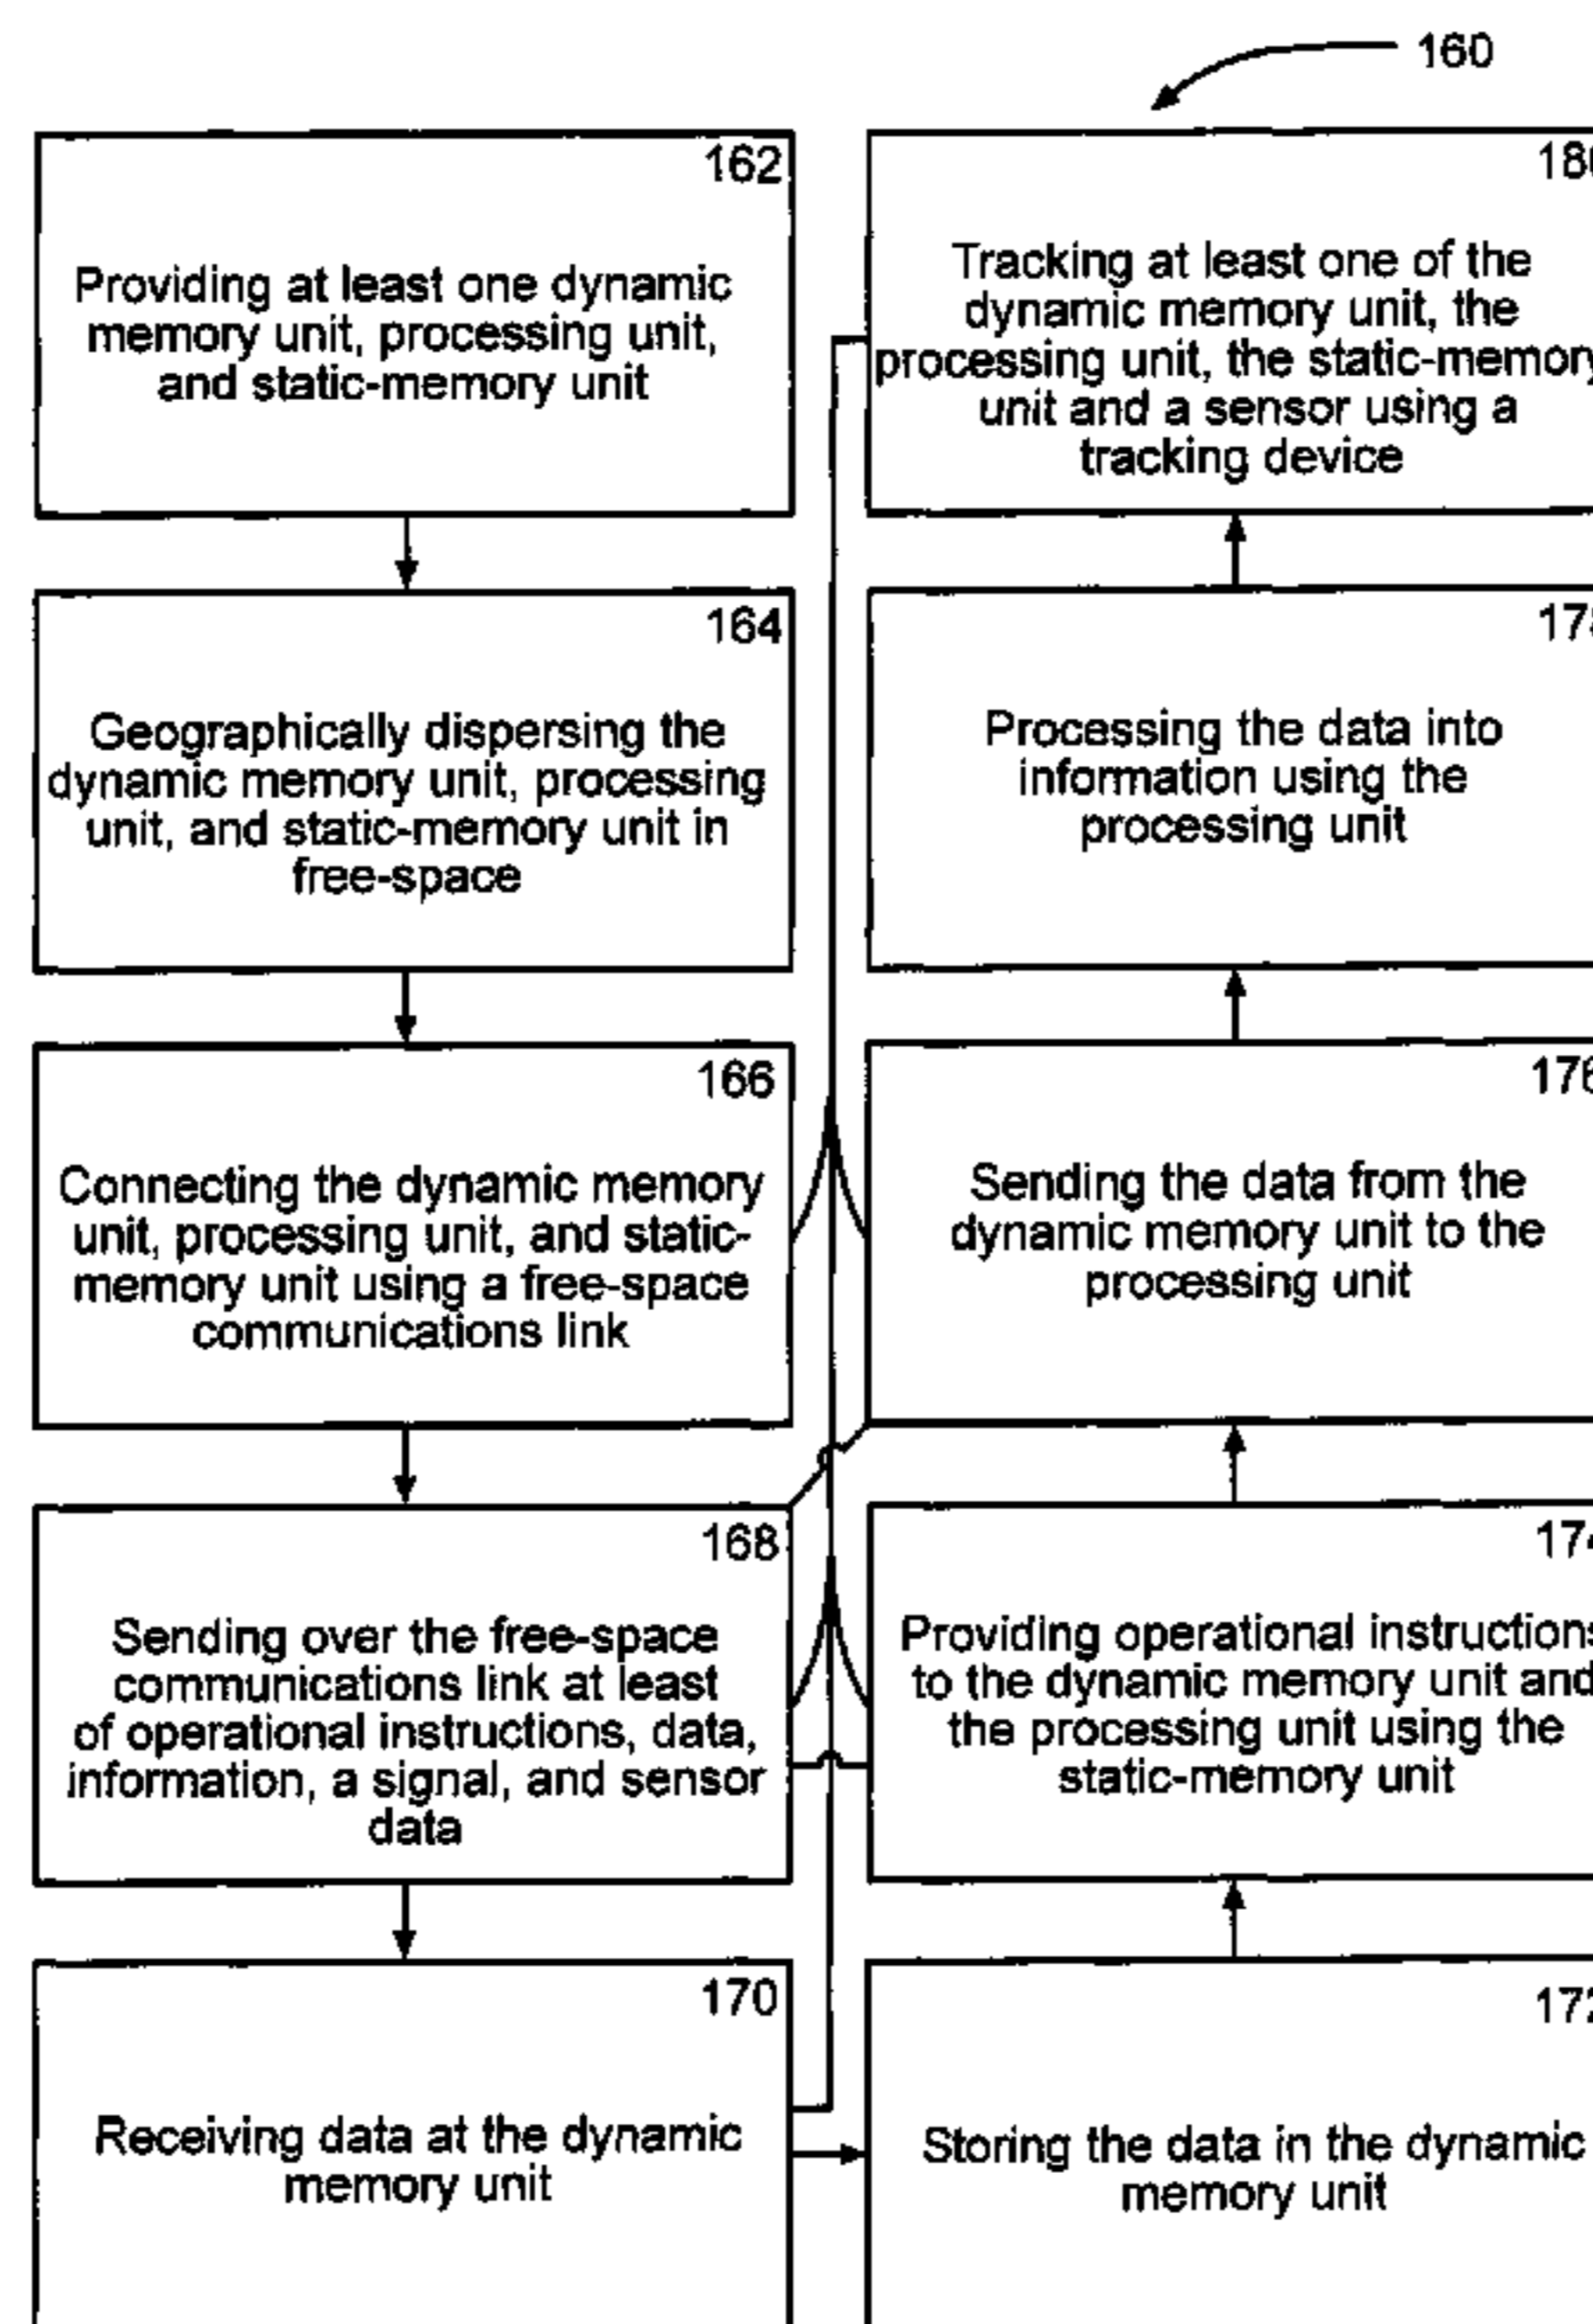 160
162
Providing at least one dynamic
memory unit, processing unit,
and static-memory unit
164
Geographically dispersing the
dynamic memory unit, processing
unit, and static-memory unit in
free-space
166
Connecting the dynamic memory
unit, processing unit, and static-
memory unit using a free-space
communications link
168
Sending over the free-space
communications link at least
of operational instructions, data,
information, a signal, and sensor
data
170
Receiving data at the dynamic
memory unit
180
Tracking at least one of the
dynamic memory unit, the
processing unit, the static-memory
unit and a sensor using a
tracking device
178
Processing the data into
information using the
processing unit
176
Sending the data from the
dynamic memory unit to the
processing unit
174
Providing operational instructions
to the dynamic memory unit and
the processing unit using the
static-memory unit
172
Storing the data in the dynamic
memory unit